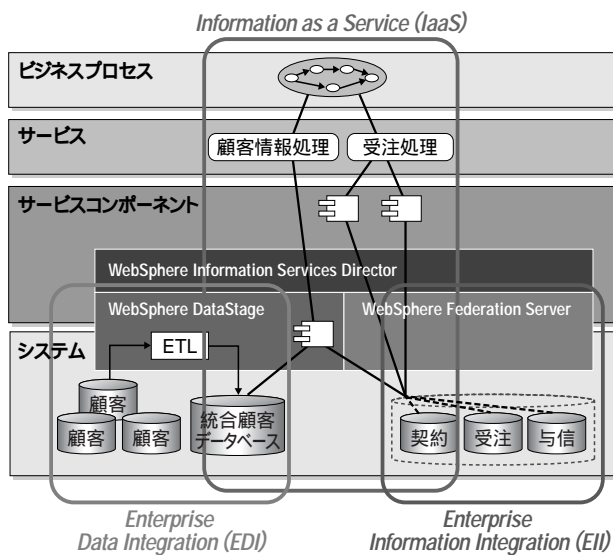 Information as a Service (IaaS)
ビジネスプロセス
サービス
顧客情報処理
受注処理
サービスコンポーネント
WebSphere Information Services Director
WebSphere DataStage
WebSphere Federation Server
システム
ETL
顧客
顧客
顧客
統合顧客
データベース
契約
受注
与信
Enterprise
Data Integration (EDI)
Enterprise
Information Integration (EII)